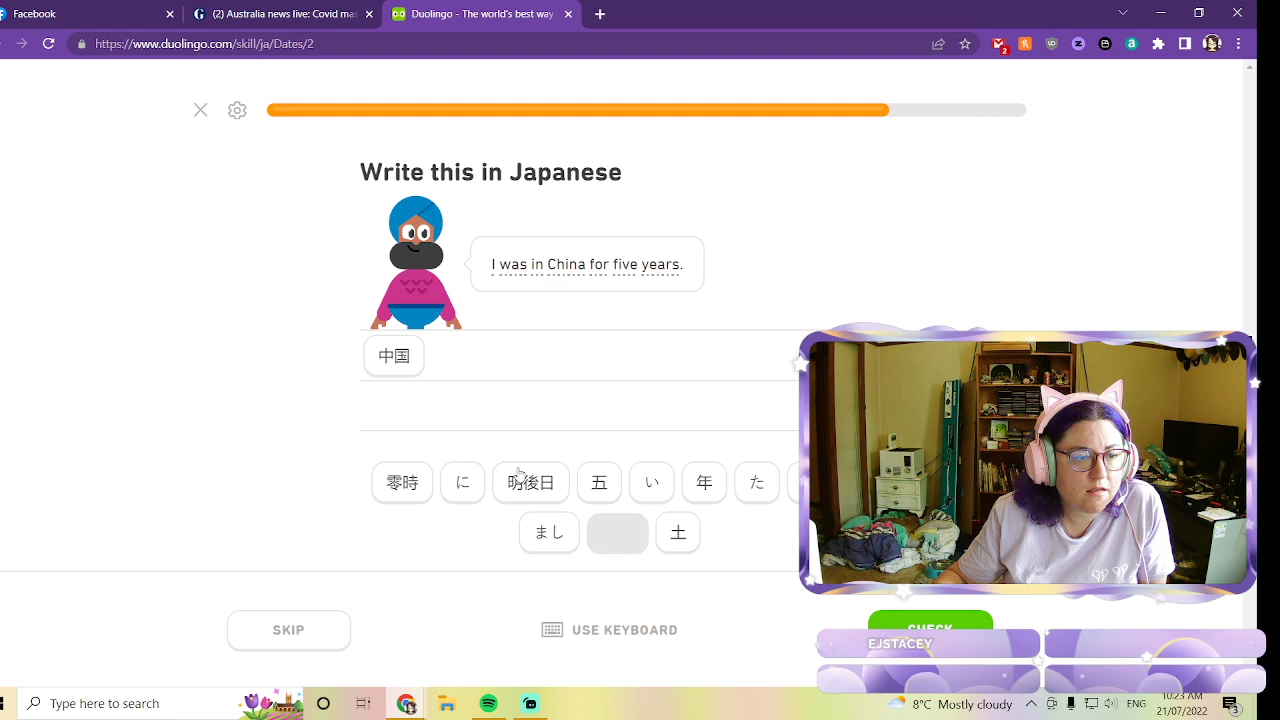 Facebook
(2) Australia news live: Covid mas
Duolingo - The world's best way
https://www.duolingo.com/skill/ja/Dates/2
2
Write this in Japanese
I was in China for five years.
中国
零時 に 明後日 五 い 年 た
まし 土
SKIP
USE KEYBOARD
CHECK
EJSTACEY
Type here to search
8°C Mostly cloudy
10:23 AM
21/07/2022